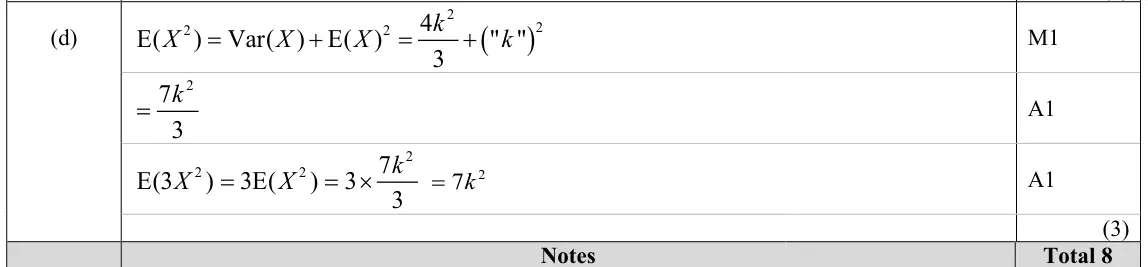 (d) E(X²) = Var(X) + E(X)² = 4k²/3 + ("k")² M1
= 7k²/3 A1
E(3X²) = 3E(X²) = 3 × 7k²/3 = 7k² A1
(3)
Notes Total 8